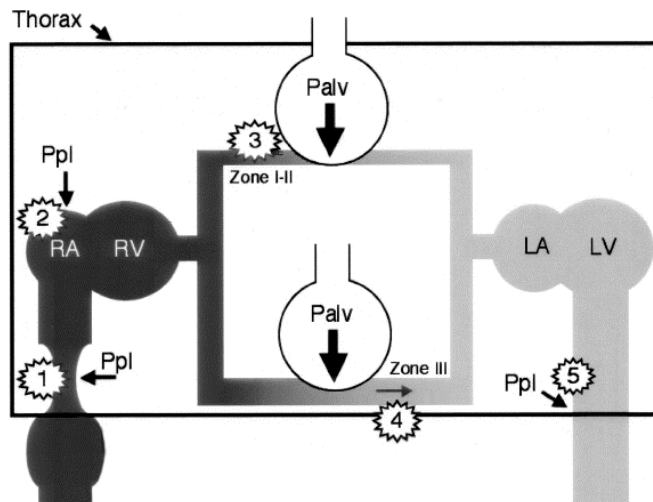 Thorax
Palv
3
Ppl
Zone I-II
2
RA
RV
LA
LV
Palv
Zone III
1
Ppl
5
Ppl
4